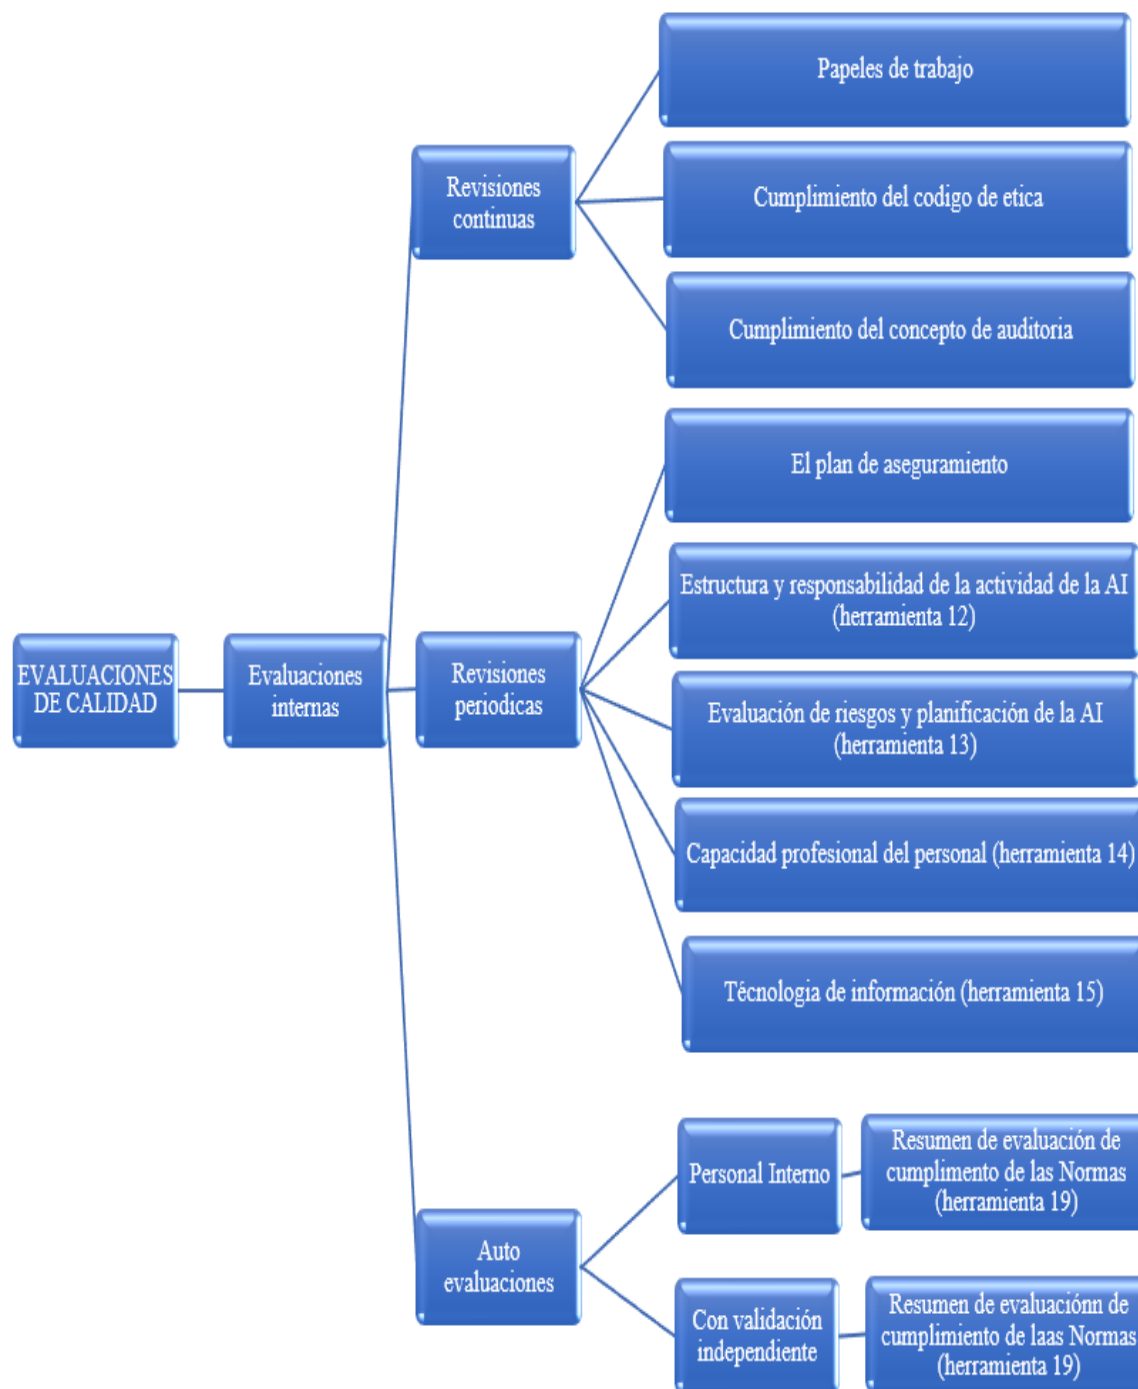 Papeles de trabajo
Revisiones
continuas
Cumplimiento del codigo de etica
Cumplimiento del concepto de auditoria
El plan de aseguramiento
Estructura y responsabilidad de la actividad de la AI
(herramienta 12)
EVALUACIONES
DE CALIDAD
Evaluaciones
internas
Revisiones
periodicas
Evaluación de riesgos y planificación de la AI
(herramienta 13)
Capacidad profesional del personal (herramienta 14)
Técnologia de información (herramienta 15)
Auto
evaluaciones
Personal Interno
Resumen de evaluación de
cumplimento de las Normas
(herramienta 19)
Con validación
independiente
Resumen de evaluaciónn de
cumplimiento de laas Normas
(herramienta 19)